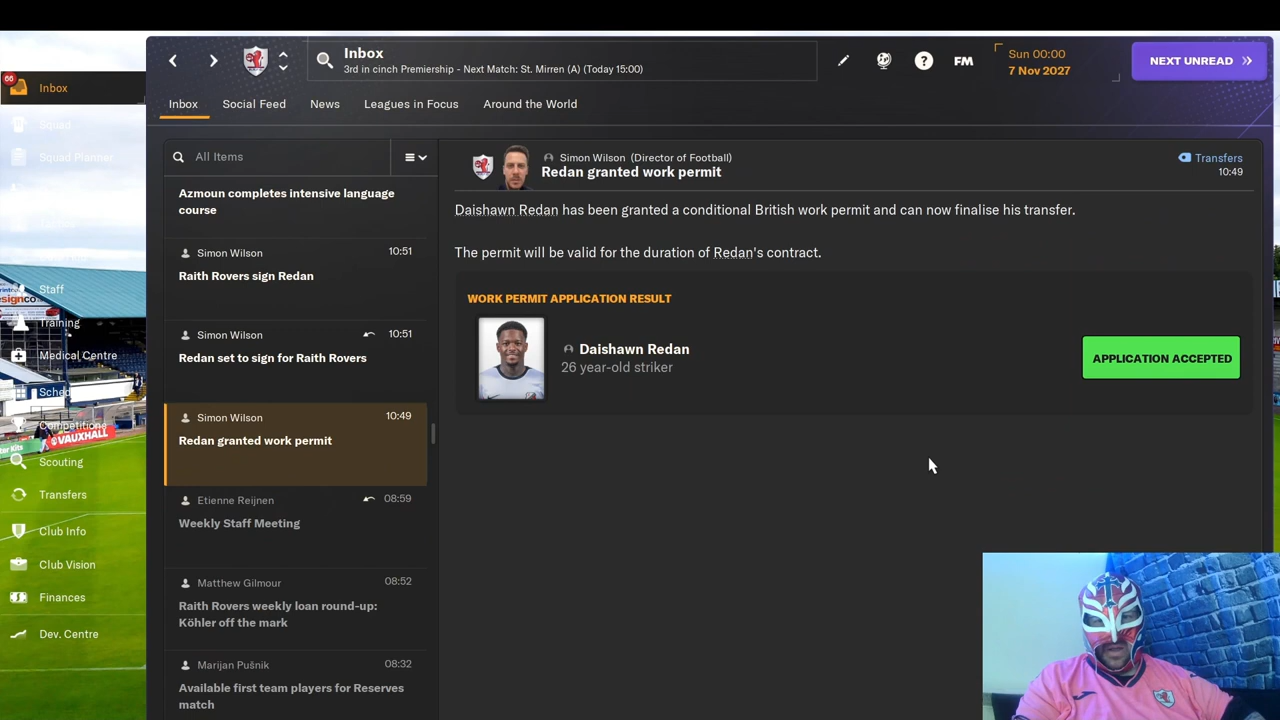 Inbox
3rd in cinch Premiership - Next Match: St. Mirren (A) (Today 15:00)
FM
Sun 00:00
7 Nov 2027
NEXT UNREAD
66
Inbox
Squad
Squad Planner
Staff
Training
Medical Centre
Sched
Competitions
VAUXHALL
Scouting
Transfers
Club Info
Club Vision
Finances
Dev. Centre
Inbox
Social Feed
News
Leagues in Focus
Around the World
All Items
Azmoun completes intensive language
course
Simon Wilson
10:51
Raith Rovers sign Redan
Simon Wilson
10:51
Redan set to sign for Raith Rovers
Simon Wilson
10:49
Redan granted work permit
Etienne Reijnen
08:59
Weekly Staff Meeting
Matthew Gilmour
08:52
Raith Rovers weekly loan round-up:
Köhler off the mark
Marijan Pušnik
08:32
Available first team players for Reserves
match
Simon Wilson (Director of Football)
Redan granted work permit
Transfers
10:49
Daishawn Redan has been granted a conditional British work permit and can now finalise his transfer.
The permit will be valid for the duration of Redan's contract.
WORK PERMIT APPLICATION RESULT
Daishawn Redan
26 year-old striker
APPLICATION ACCEPTED